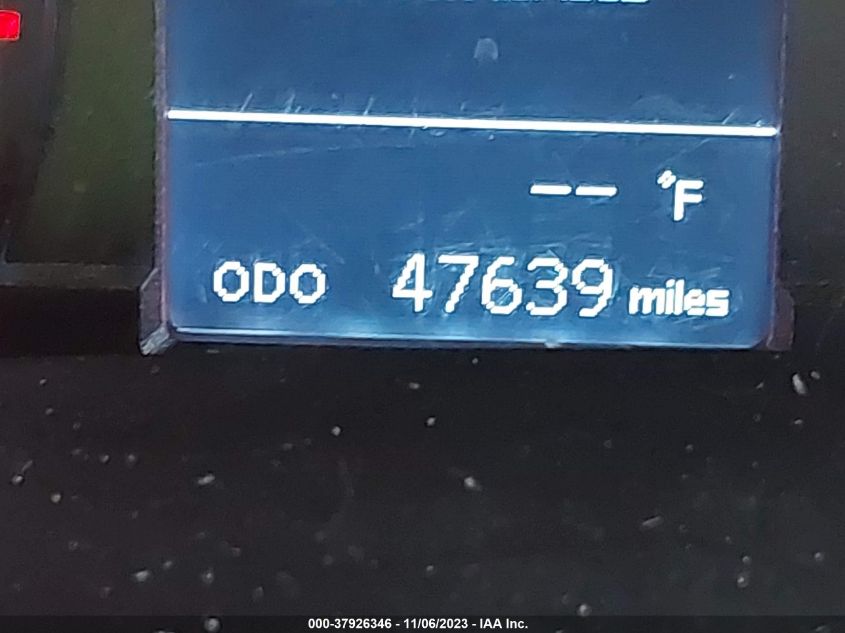 -- °F
ODO 47639 miles
000-37926346 - 11/06/2023 - IAA Inc.